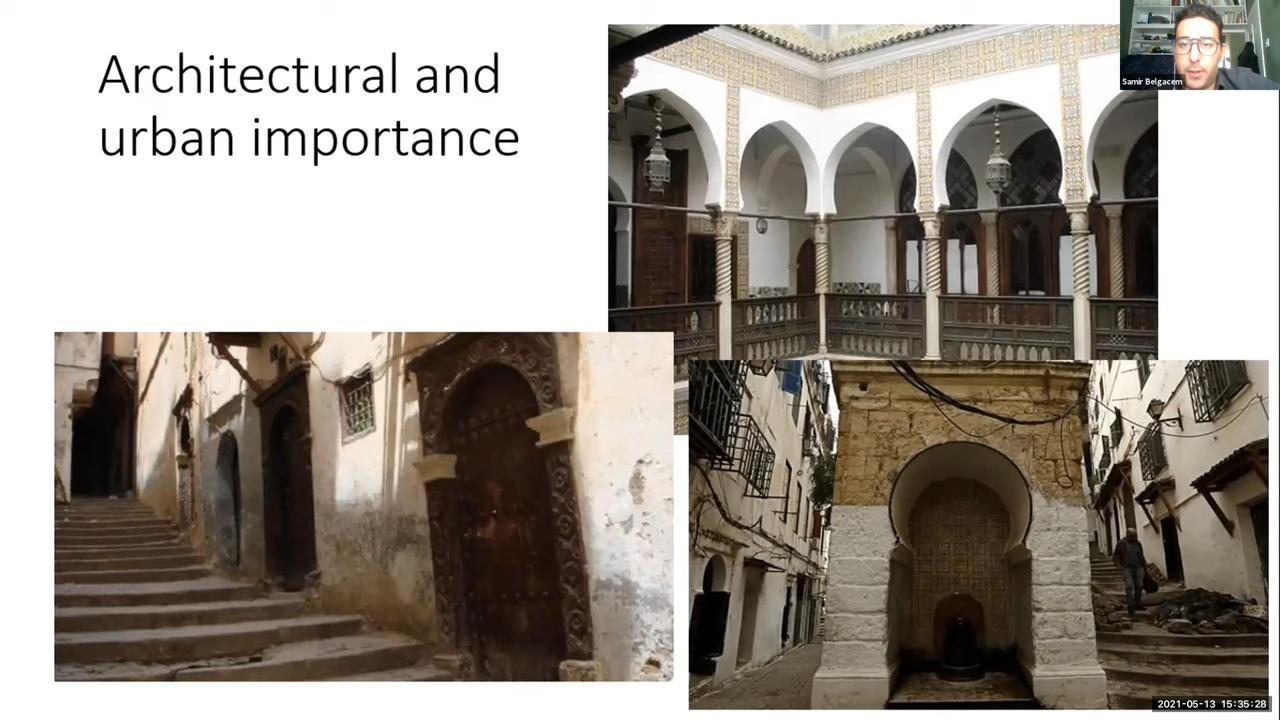 Architectural and
urban importance
Samir Belgacem
2021-05-13 15:35:28